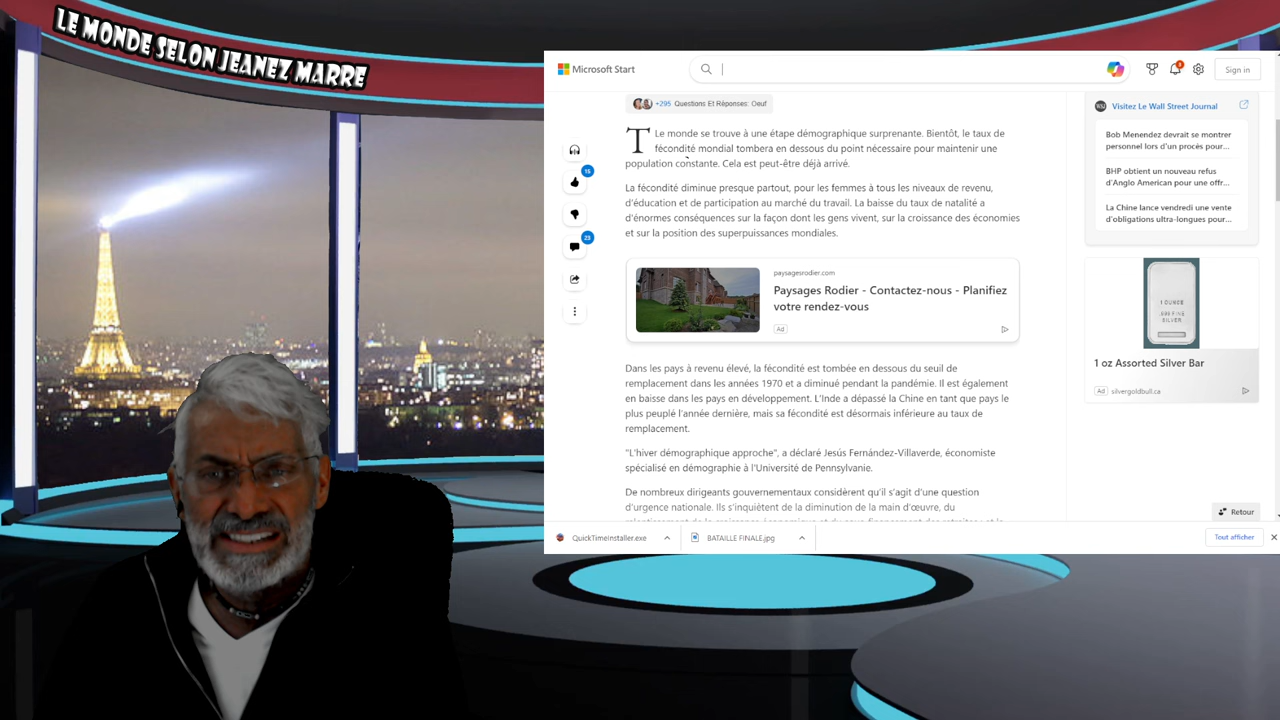 LE MONDE SELON JEANEZ MARRE
Microsoft Start
Sign in
+295 Questions Et Réponses: Oeuf
T Le monde se trouve à une étape démographique surprenante. Bientôt, le taux de
fécondité mondial tombera en dessous du point nécessaire pour maintenir une
population constante. Cela est peut-être déjà arrivé.
15
23
La fécondité diminue presque partout, pour les femmes à tous les niveaux de revenu,
d'éducation et de participation au marché du travail. La baisse du taux de natalité a
d'énormes conséquences sur la façon dont les gens vivent, sur la croissance des économies
et sur la position des superpuissances mondiales.
paysagesrodier.com
Paysages Rodier - Contactez-nous - Planifiez
votre rendez-vous
Ad
Dans les pays à revenu élevé, la fécondité est tombée en dessous du seuil de
remplacement dans les années 1970 et a diminué pendant la pandémie. Il est également
en baisse dans les pays en développement. L'Inde a dépassé la Chine en tant que pays le
plus peuplé l'année dernière, mais sa fécondité est désormais inférieure au taux de
remplacement.
"L'hiver démographique approche", a déclaré Jesús Fernández-Villaverde, économiste
spécialisé en démographie à l'Université de Pennsylvanie.
De nombreux dirigeants gouvernementaux considèrent qu'il s'agit d'une question
d'urgence nationale. Ils s'inquiètent de la diminution de la main d'œuvre, du
WSJ Visitez Le Wall Street Journal
Bob Menendez devrait se montrer
personnel lors d'un procès pour...
BHP obtient un nouveau refus
d'Anglo American pour une offr...
La Chine lance vendredi une vente
d'obligations ultra-longues pour...
1 OUNCE
.999 FINE
SILVER
1 oz Assorted Silver Bar
Ad silvergoldbull.ca
Retour
QuickTimeInstaller.exe
BATAILLE FINALE.jpg
Tout afficher